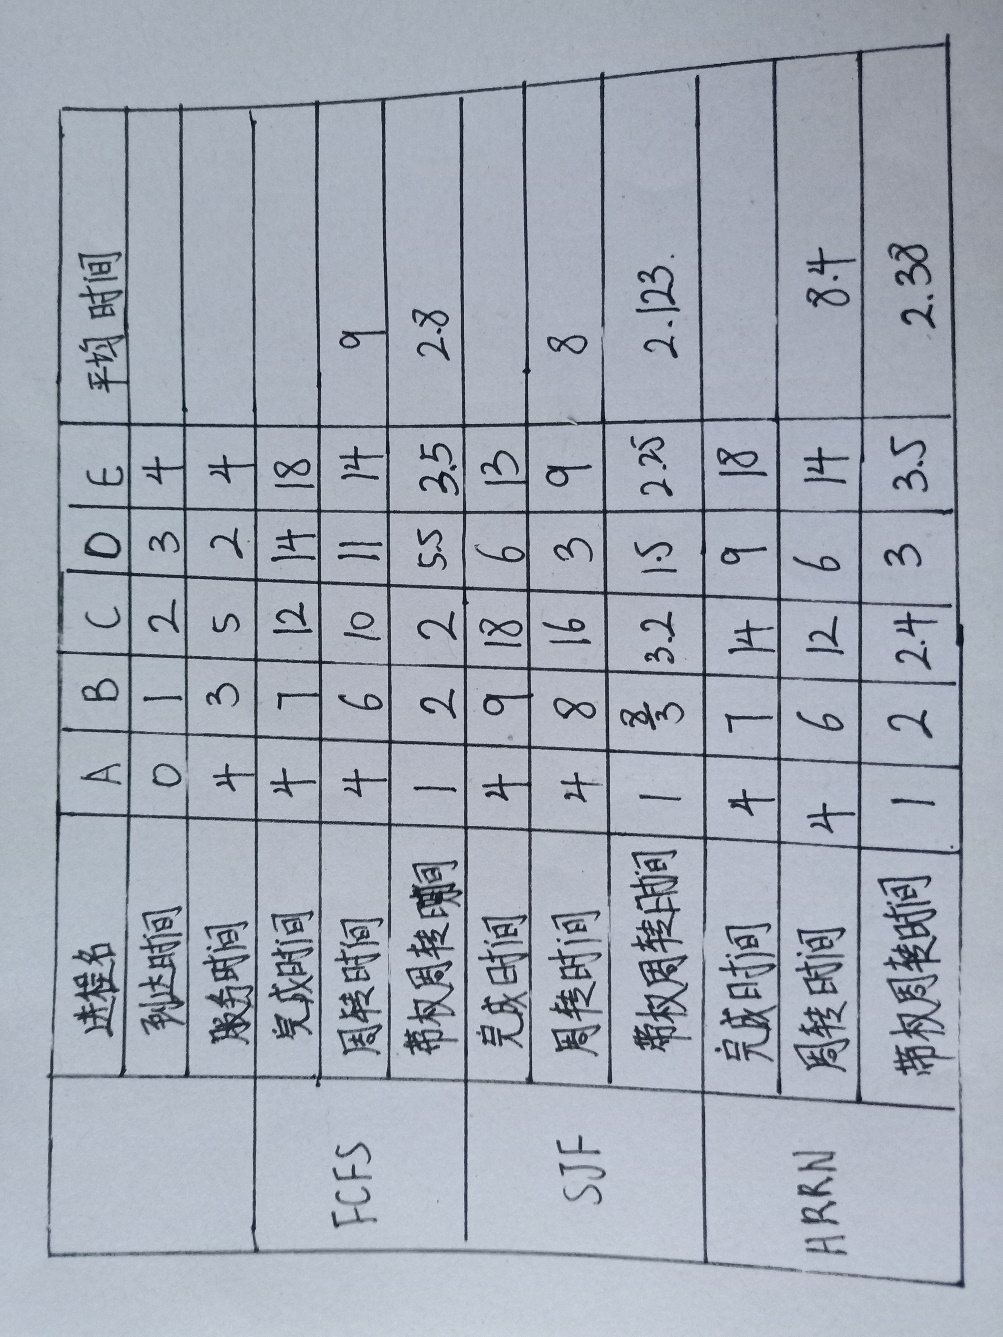 进程名 A B C D E 平均时间
到达时间 0 1 2 3 4
服务时间 4 3 5 2 4
FCFS
完成时间 4 7 12 14 18
周转时间 4 6 10 11 14 9
带权周转时间 1 2 2 5.5 3.5 2.8
SJF
完成时间 4 9 18 6 13
周转时间 4 8 16 3 9 8
带权周转时间 1 8/3 3.2 1.5 2.25 2.123.
HRRN
完成时间 4 7 14 9 18
周转时间 4 6 12 6 14 8.4
带权周转时间 1 2 2.4 3 3.5 2.38